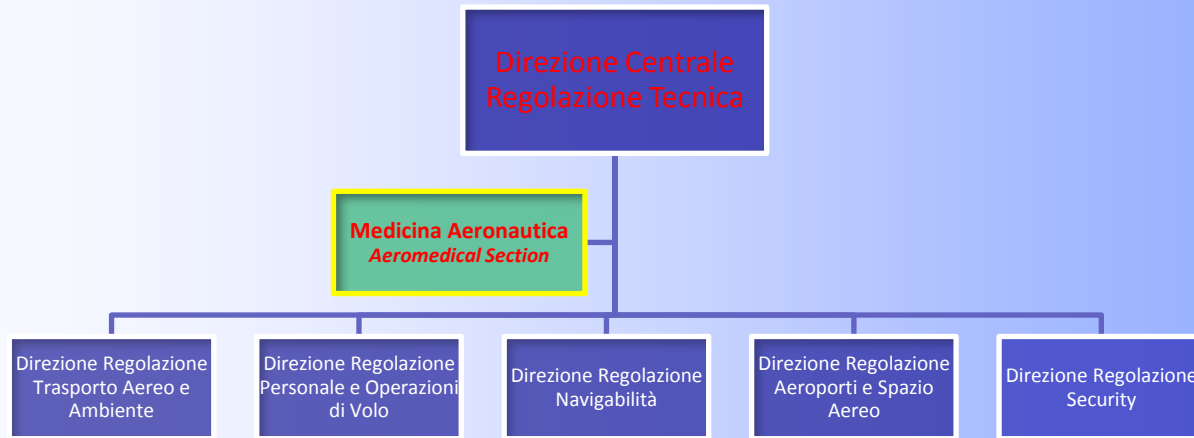 Direzione Centrale
Regolazione Tecnica
Medicina Aeronautica
Aeromedical Section
Direzione Regolazione
Trasporto Aereo e
Ambiente
Direzione Regolazione
Personale e Operazioni
di Volo
Direzione Regolazione
Navigabilità
Direzione Regolazione
Aeroporti e Spazio
Aereo
Direzione Regolazione
Security